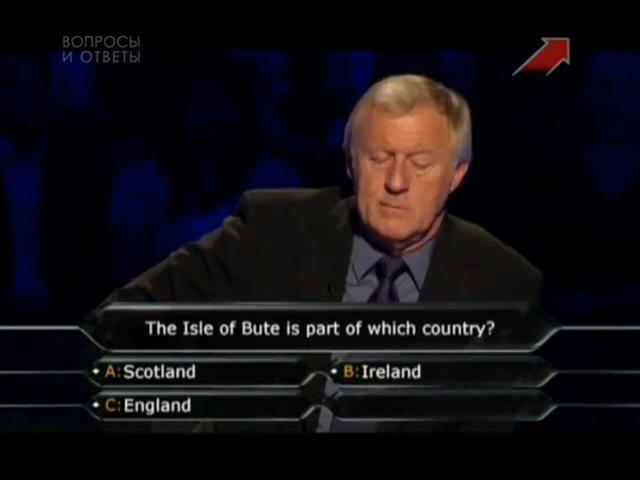 ВОПРОСЫ
И ОТВЕТЫ
The Isle of Bute is part of which country?
A: Scotland
B: Ireland
C: England